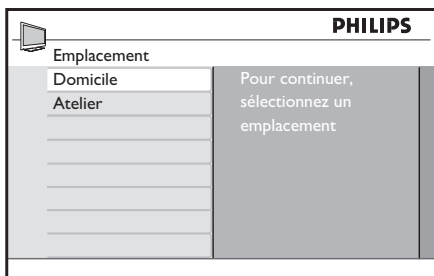 PHILIPS
Emplacement
Domicile
Atelier
Pour continuer,
sélectionnez un
emplacement